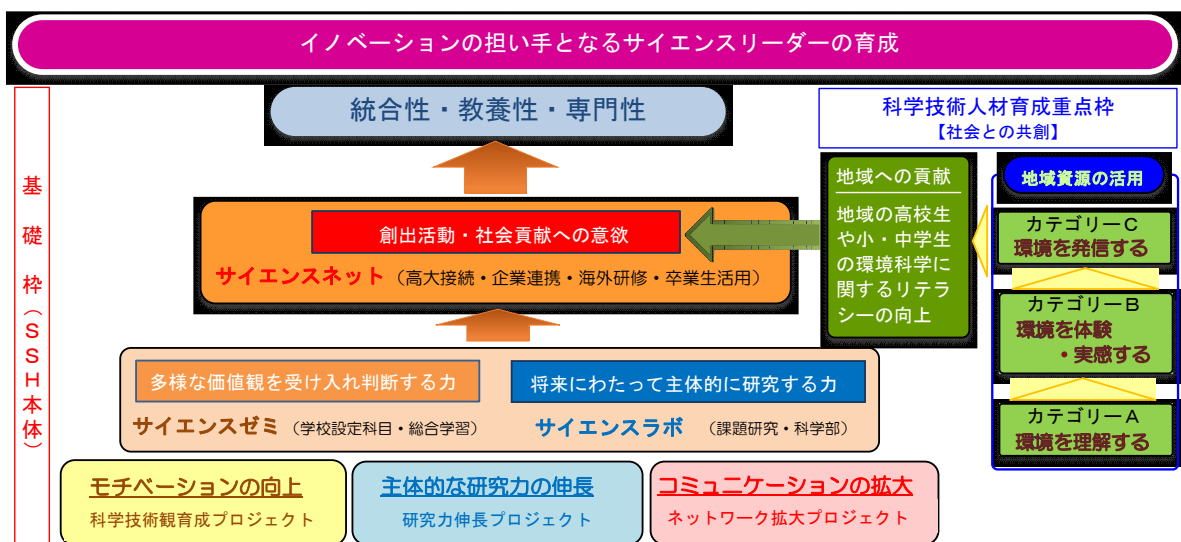 イノベーションの担い手となるサイエンスリーダーの育成
統合性・教養性・専門性
科学技術人材育成重点枠
【社会との共創】
基礎枠（ＳＳＨ本体）
地域への貢献
地域の高校生
や小・中学生
の環境科学に
関するリテラ
シーの向上
地域資源の活用
カテゴリーＣ
環境を発信する
カテゴリーＢ
環境を体験
・実感する
カテゴリーＡ
環境を理解する
創出活動・社会貢献への意欲
サイエンスネット（高大接続・企業連携・海外研修・卒業生活用）
多様な価値観を受け入れ判断する力
将来にわたって主体的に研究する力
サイエンスゼミ（学校設定科目・総合学習）
サイエンスラボ（課題研究・科学部）
モチベーションの向上
科学技術観育成プロジェクト
主体的な研究力の伸長
研究力伸長プロジェクト
コミュニケーションの拡大
ネットワーク拡大プロジェクト